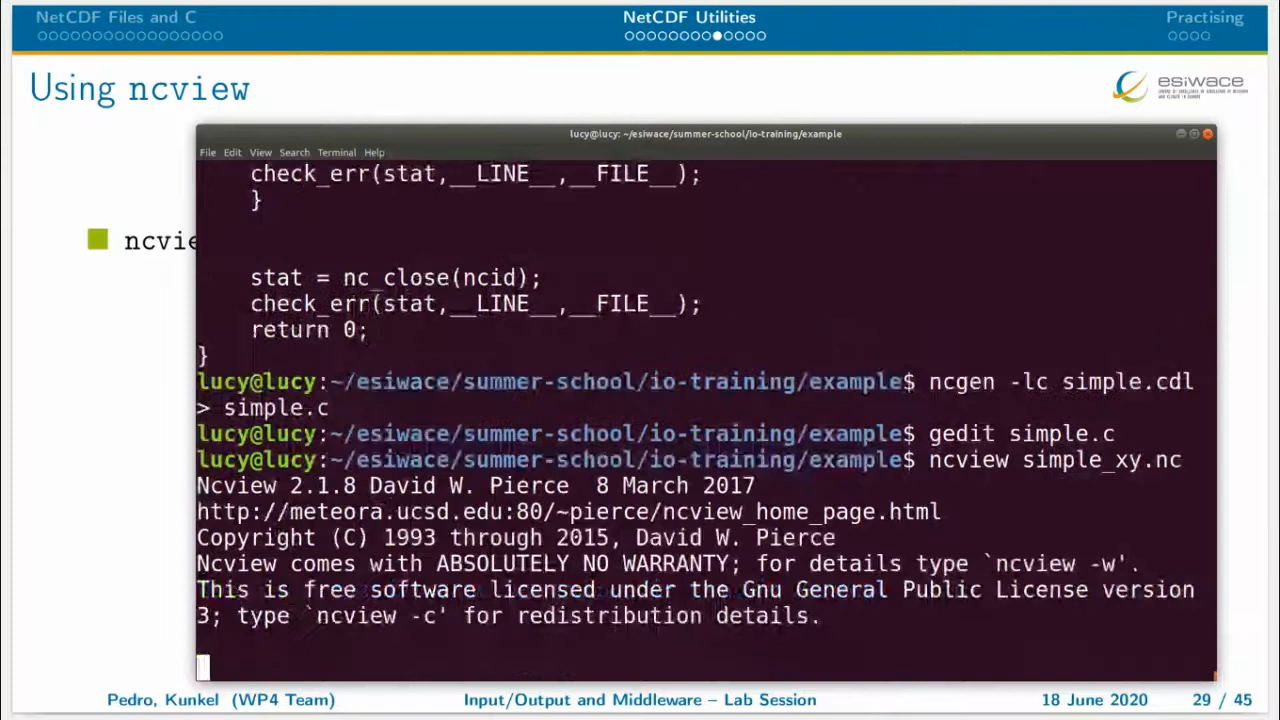 NetCDF Files and C
NetCDF Utilities
Practising
Using ncview
esiwace
lucy@lucy: ~/esiwace/summer-school/io-training/example
File Edit View Search Terminal Help
check_err(stat,__LINE__,__FILE__);
}
ncvie
stat = nc_close(ncid);
check_err(stat,__LINE__,__FILE__);
return 0;
}
lucy@lucy:~/esiwace/summer-school/io-training/example$ ncgen -lc simple.cdl
> simple.c
lucy@lucy:~/esiwace/summer-school/io-training/example$ gedit simple.c
lucy@lucy:~/esiwace/summer-school/io-training/example$ ncview simple_xy.nc
Ncview 2.1.8 David W. Pierce  8 March 2017
http://meteora.ucsd.edu:80/~pierce/ncview_home_page.html
Copyright (C) 1993 through 2015, David W. Pierce
Ncview comes with ABSOLUTELY NO WARRANTY; for details type `ncview -w'.
This is free software licensed under the Gnu General Public License version
3; type `ncview -c' for redistribution details.
Pedro, Kunkel (WP4 Team)
Input/Output and Middleware – Lab Session
18 June 2020
29 / 45